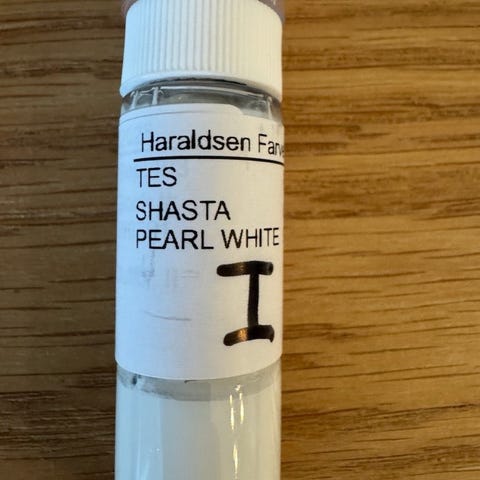 Haraldsen Farve
TES
SHASTA
PEARL WHITE
I